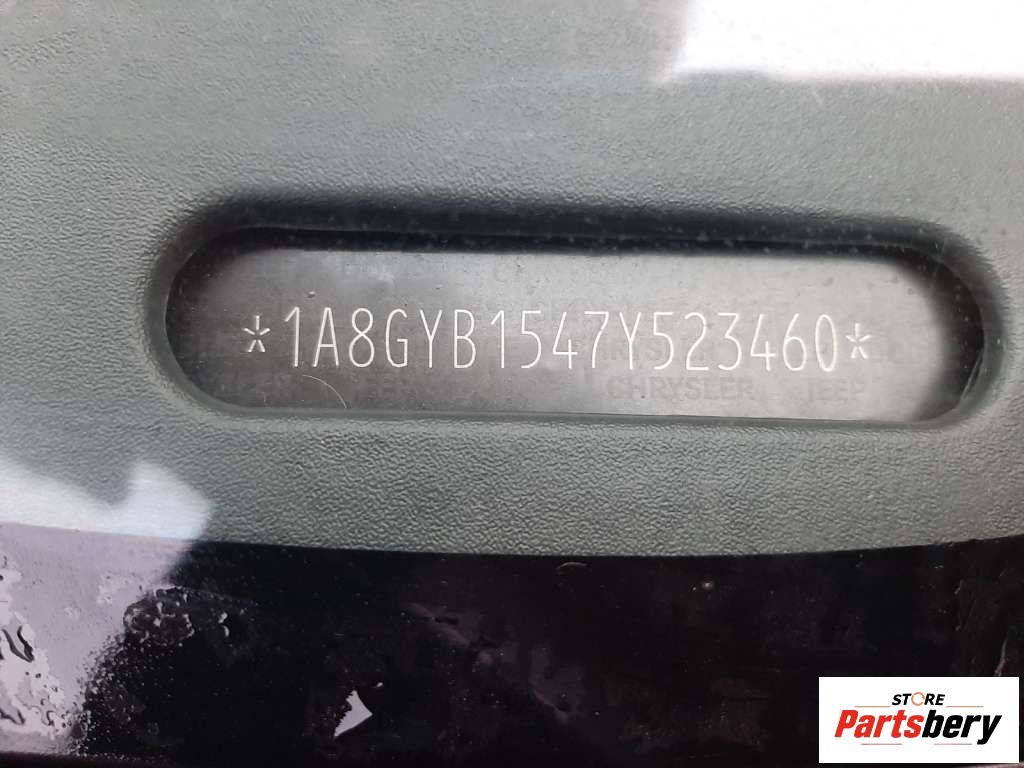 *1A8GYB1547Y523460*
CHRYSLER JEEP
STORE
Partsbery